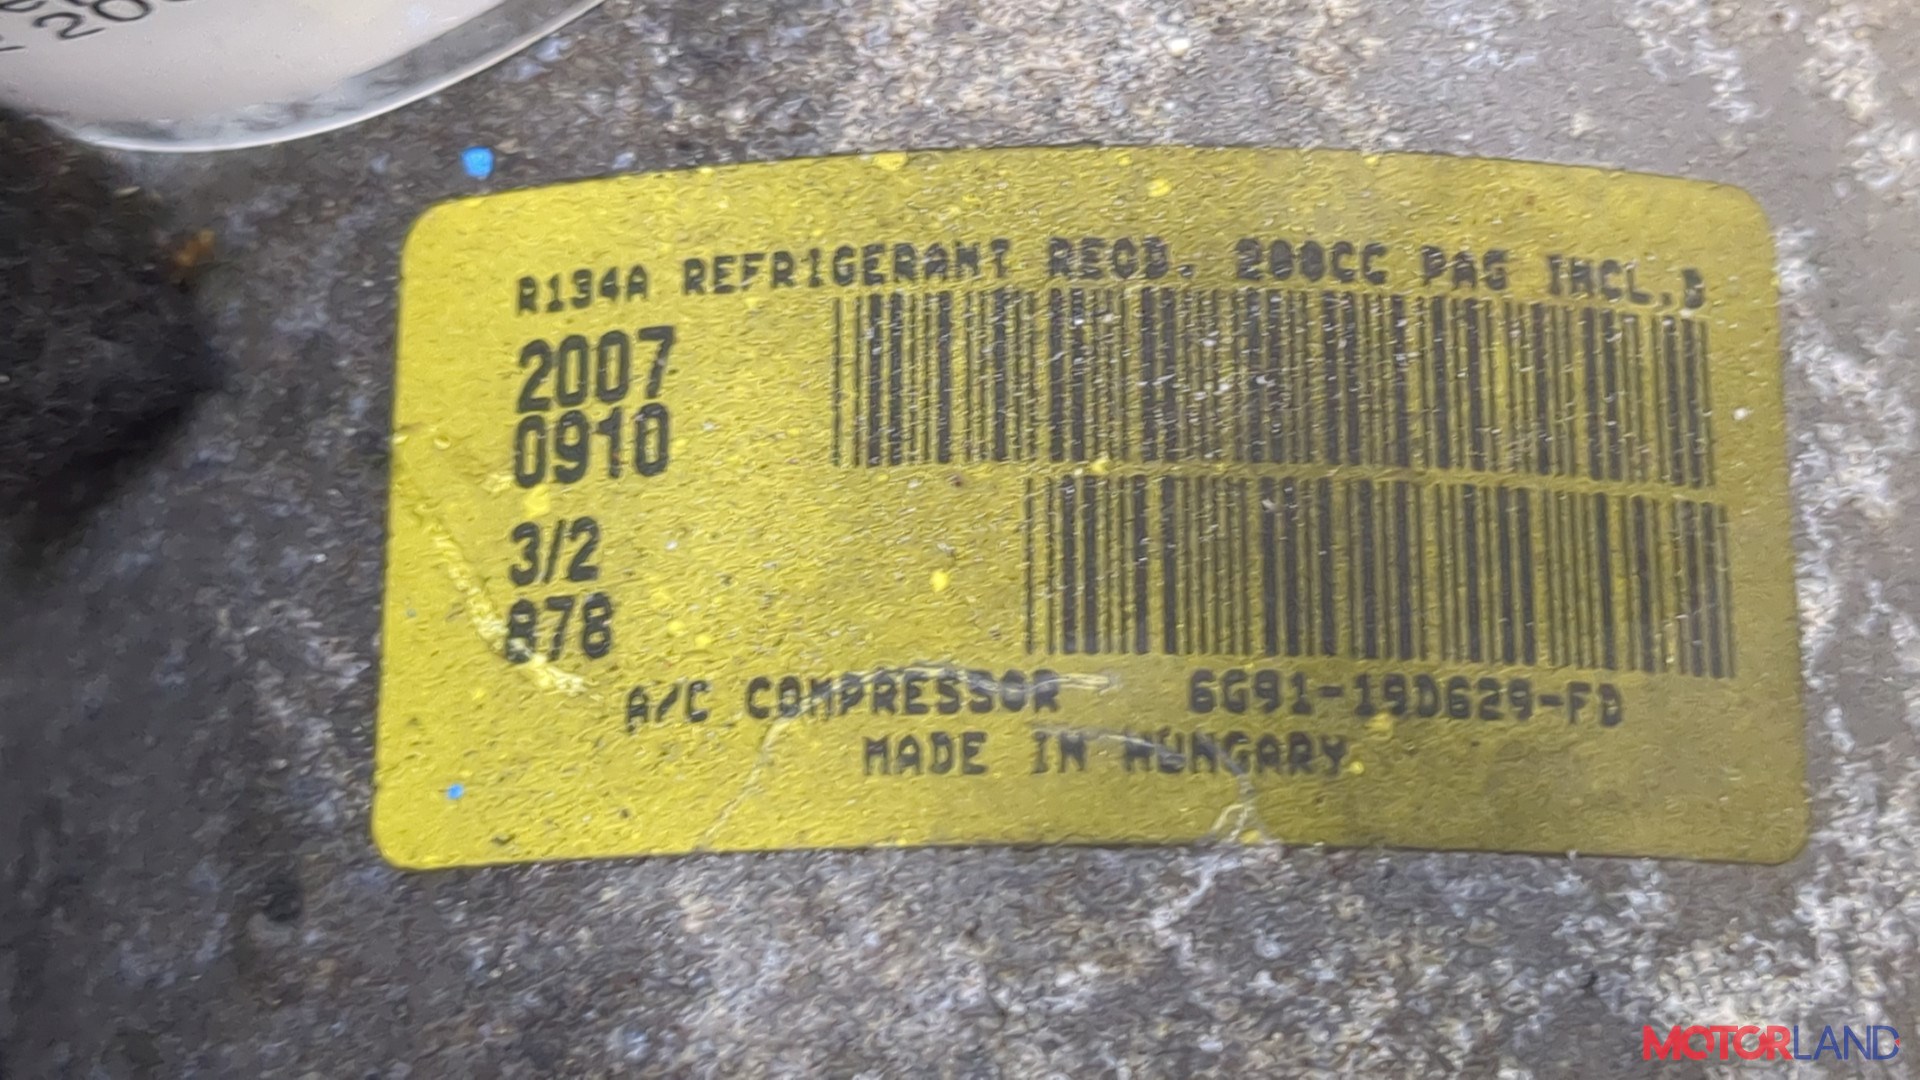 R134A REFRIGERANT REQD. 200CC PAG INCL.D
2007
0910
3/2
878
A/C COMPRESSOR 6G91-19D629-FD
MADE IN HUNGARY
MOTORLAND